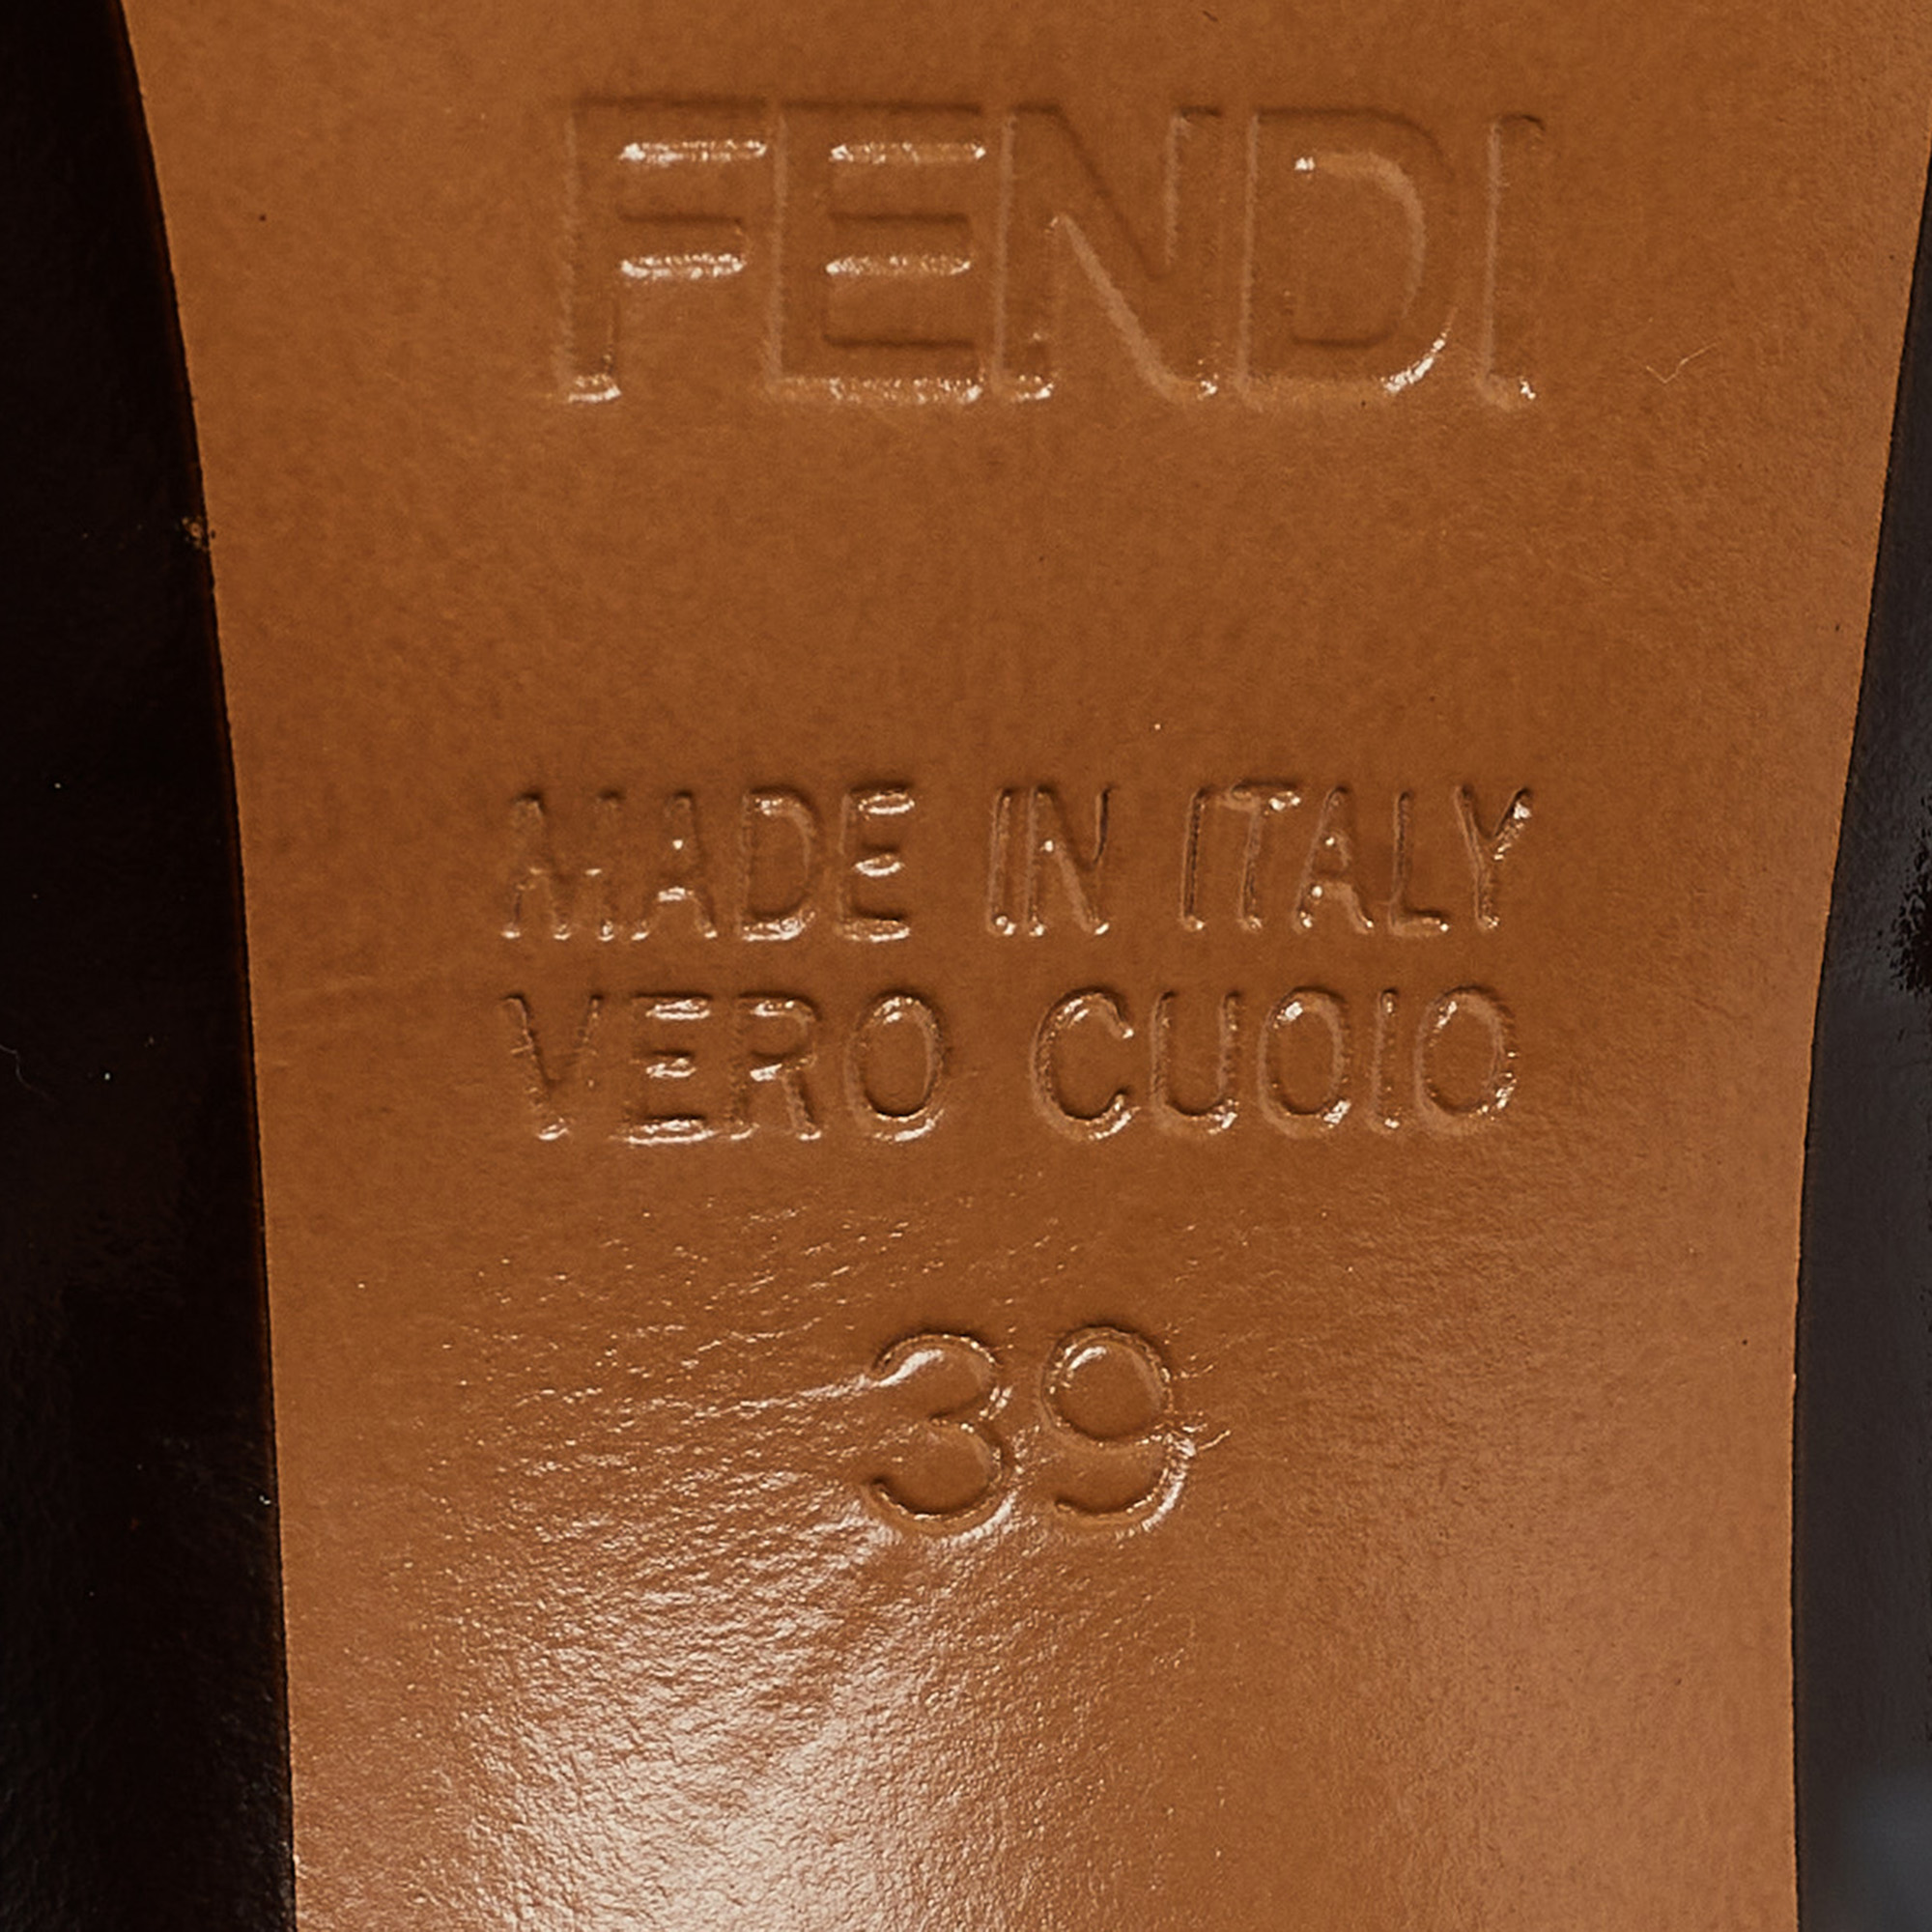 FENDI
MADE IN ITALY
VERO CUOIO
39